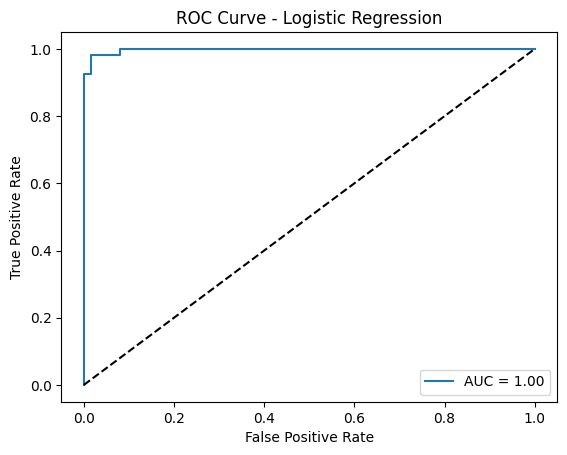 ROC Curve - Logistic Regression
True Positive Rate
1.0
0.8
0.6
0.4
0.2
0.0
AUC = 1.00
0.0 0.2 0.4 0.6 0.8 1.0
False Positive Rate